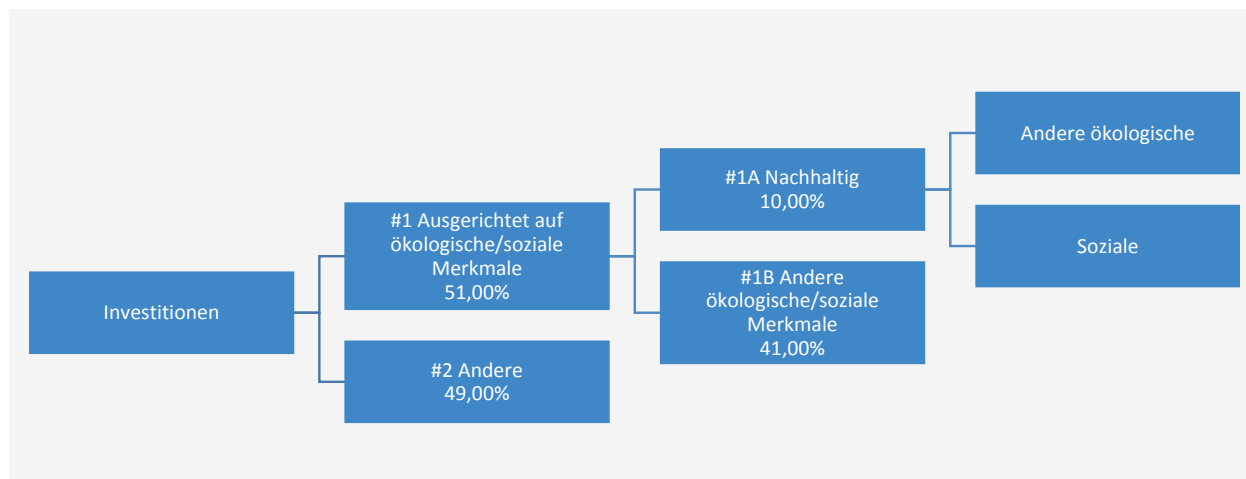 Investitionen
#1 Ausgerichtet auf
ökologische/soziale
Merkmale
51,00%
#2 Andere
49,00%
#1A Nachhaltig
10,00%
#1B Andere
ökologische/soziale
Merkmale
41,00%
Andere ökologische
Soziale